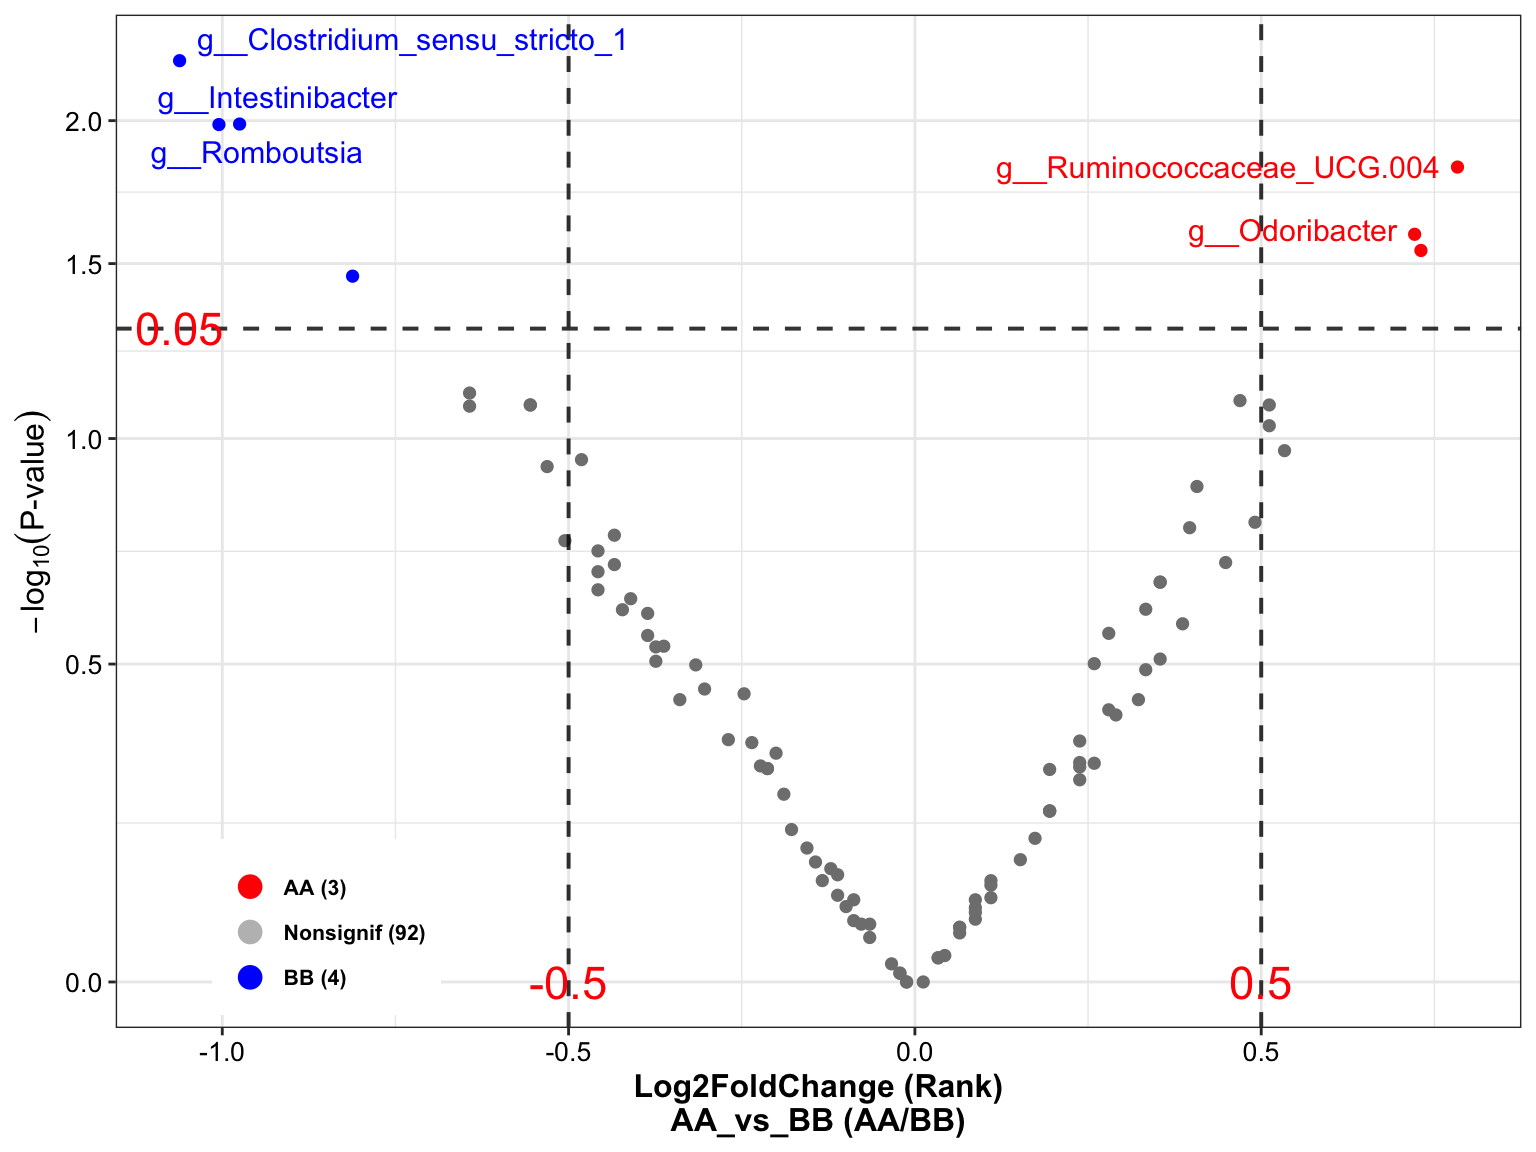 g__Clostridium_sensu_stricto_1
g__Intestinibacter
g__Romboutsia
g__Ruminococcaceae_UCG.004
g__Odoribacter
2.0
1.5
1.0
0.5
0.0
0.05
-0.5
0.5
−log10(P-value)
AA (3)
Nonsignif (92)
BB (4)
-1.0
-0.5
0.0
0.5
Log2FoldChange (Rank)
AA_vs_BB (AA/BB)